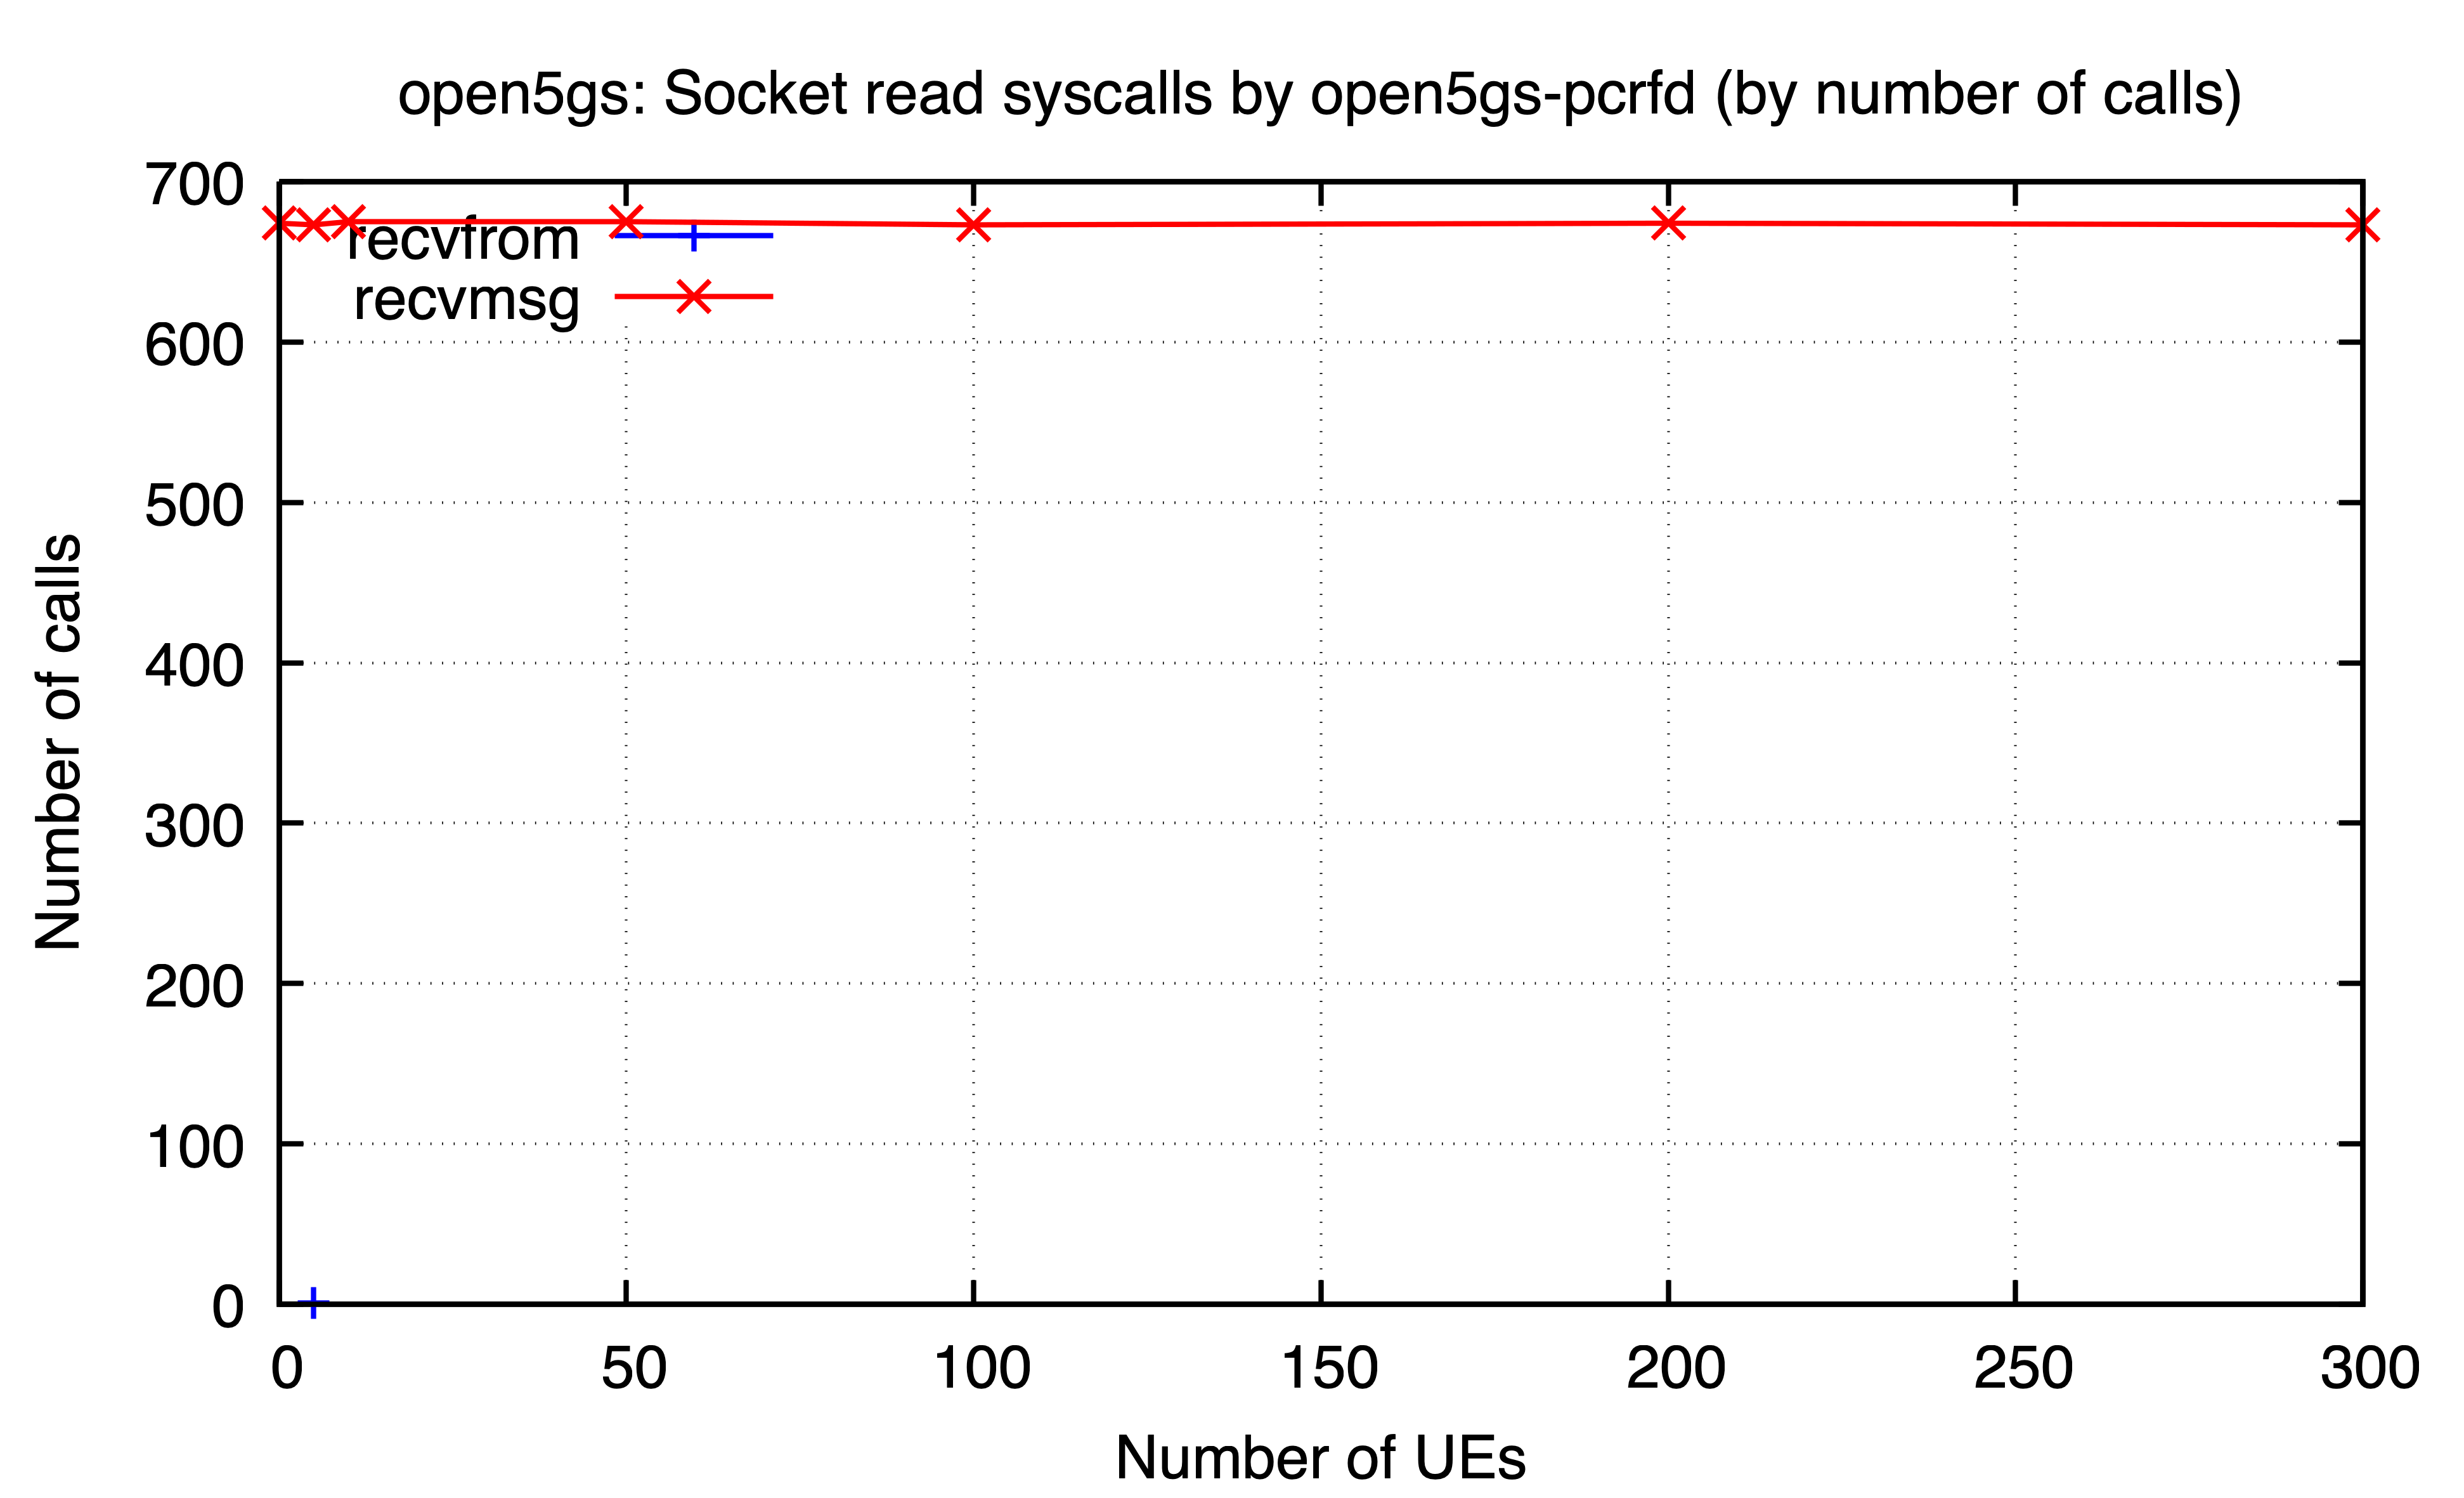 open5gs: Socket read syscalls by open5gs-pcrfd (by number of calls)
700
600
500
400
300
200
100
0
Number of calls
recvfrom
recvmsg
0 50 100 150 200 250 300
Number of UEs